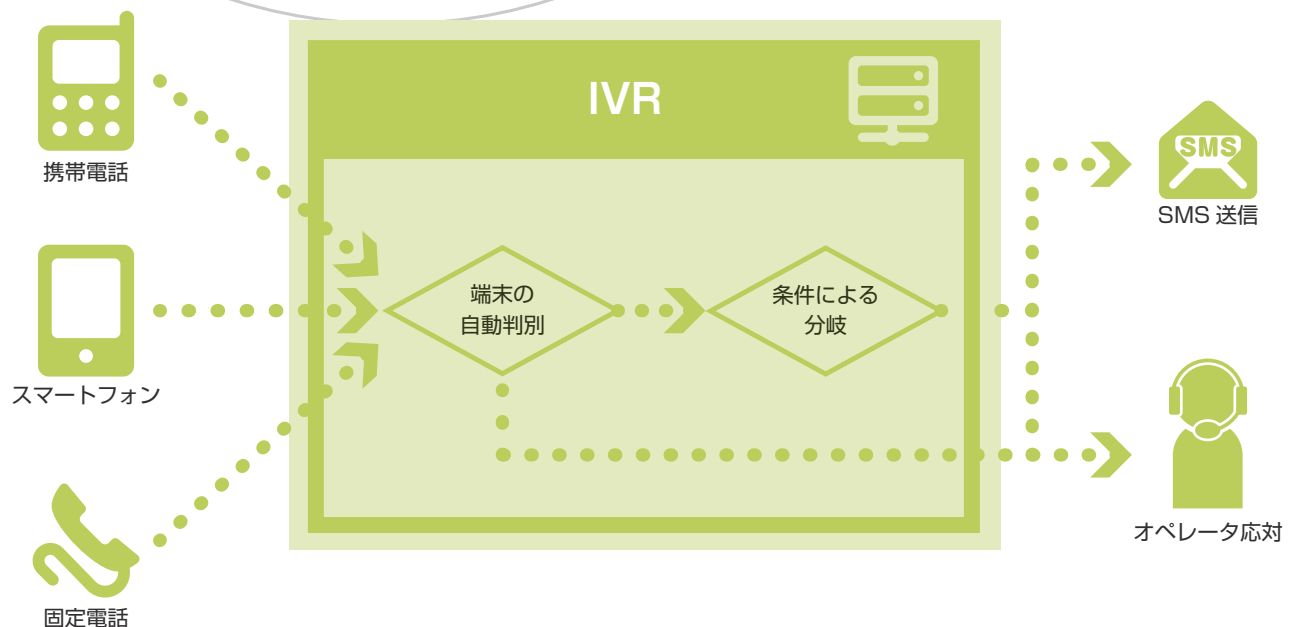 IVR
携帯電話
スマートフォン
固定電話
端末の
自動判別
条件による
分岐
SMS
SMS 送信
オペレータ応対